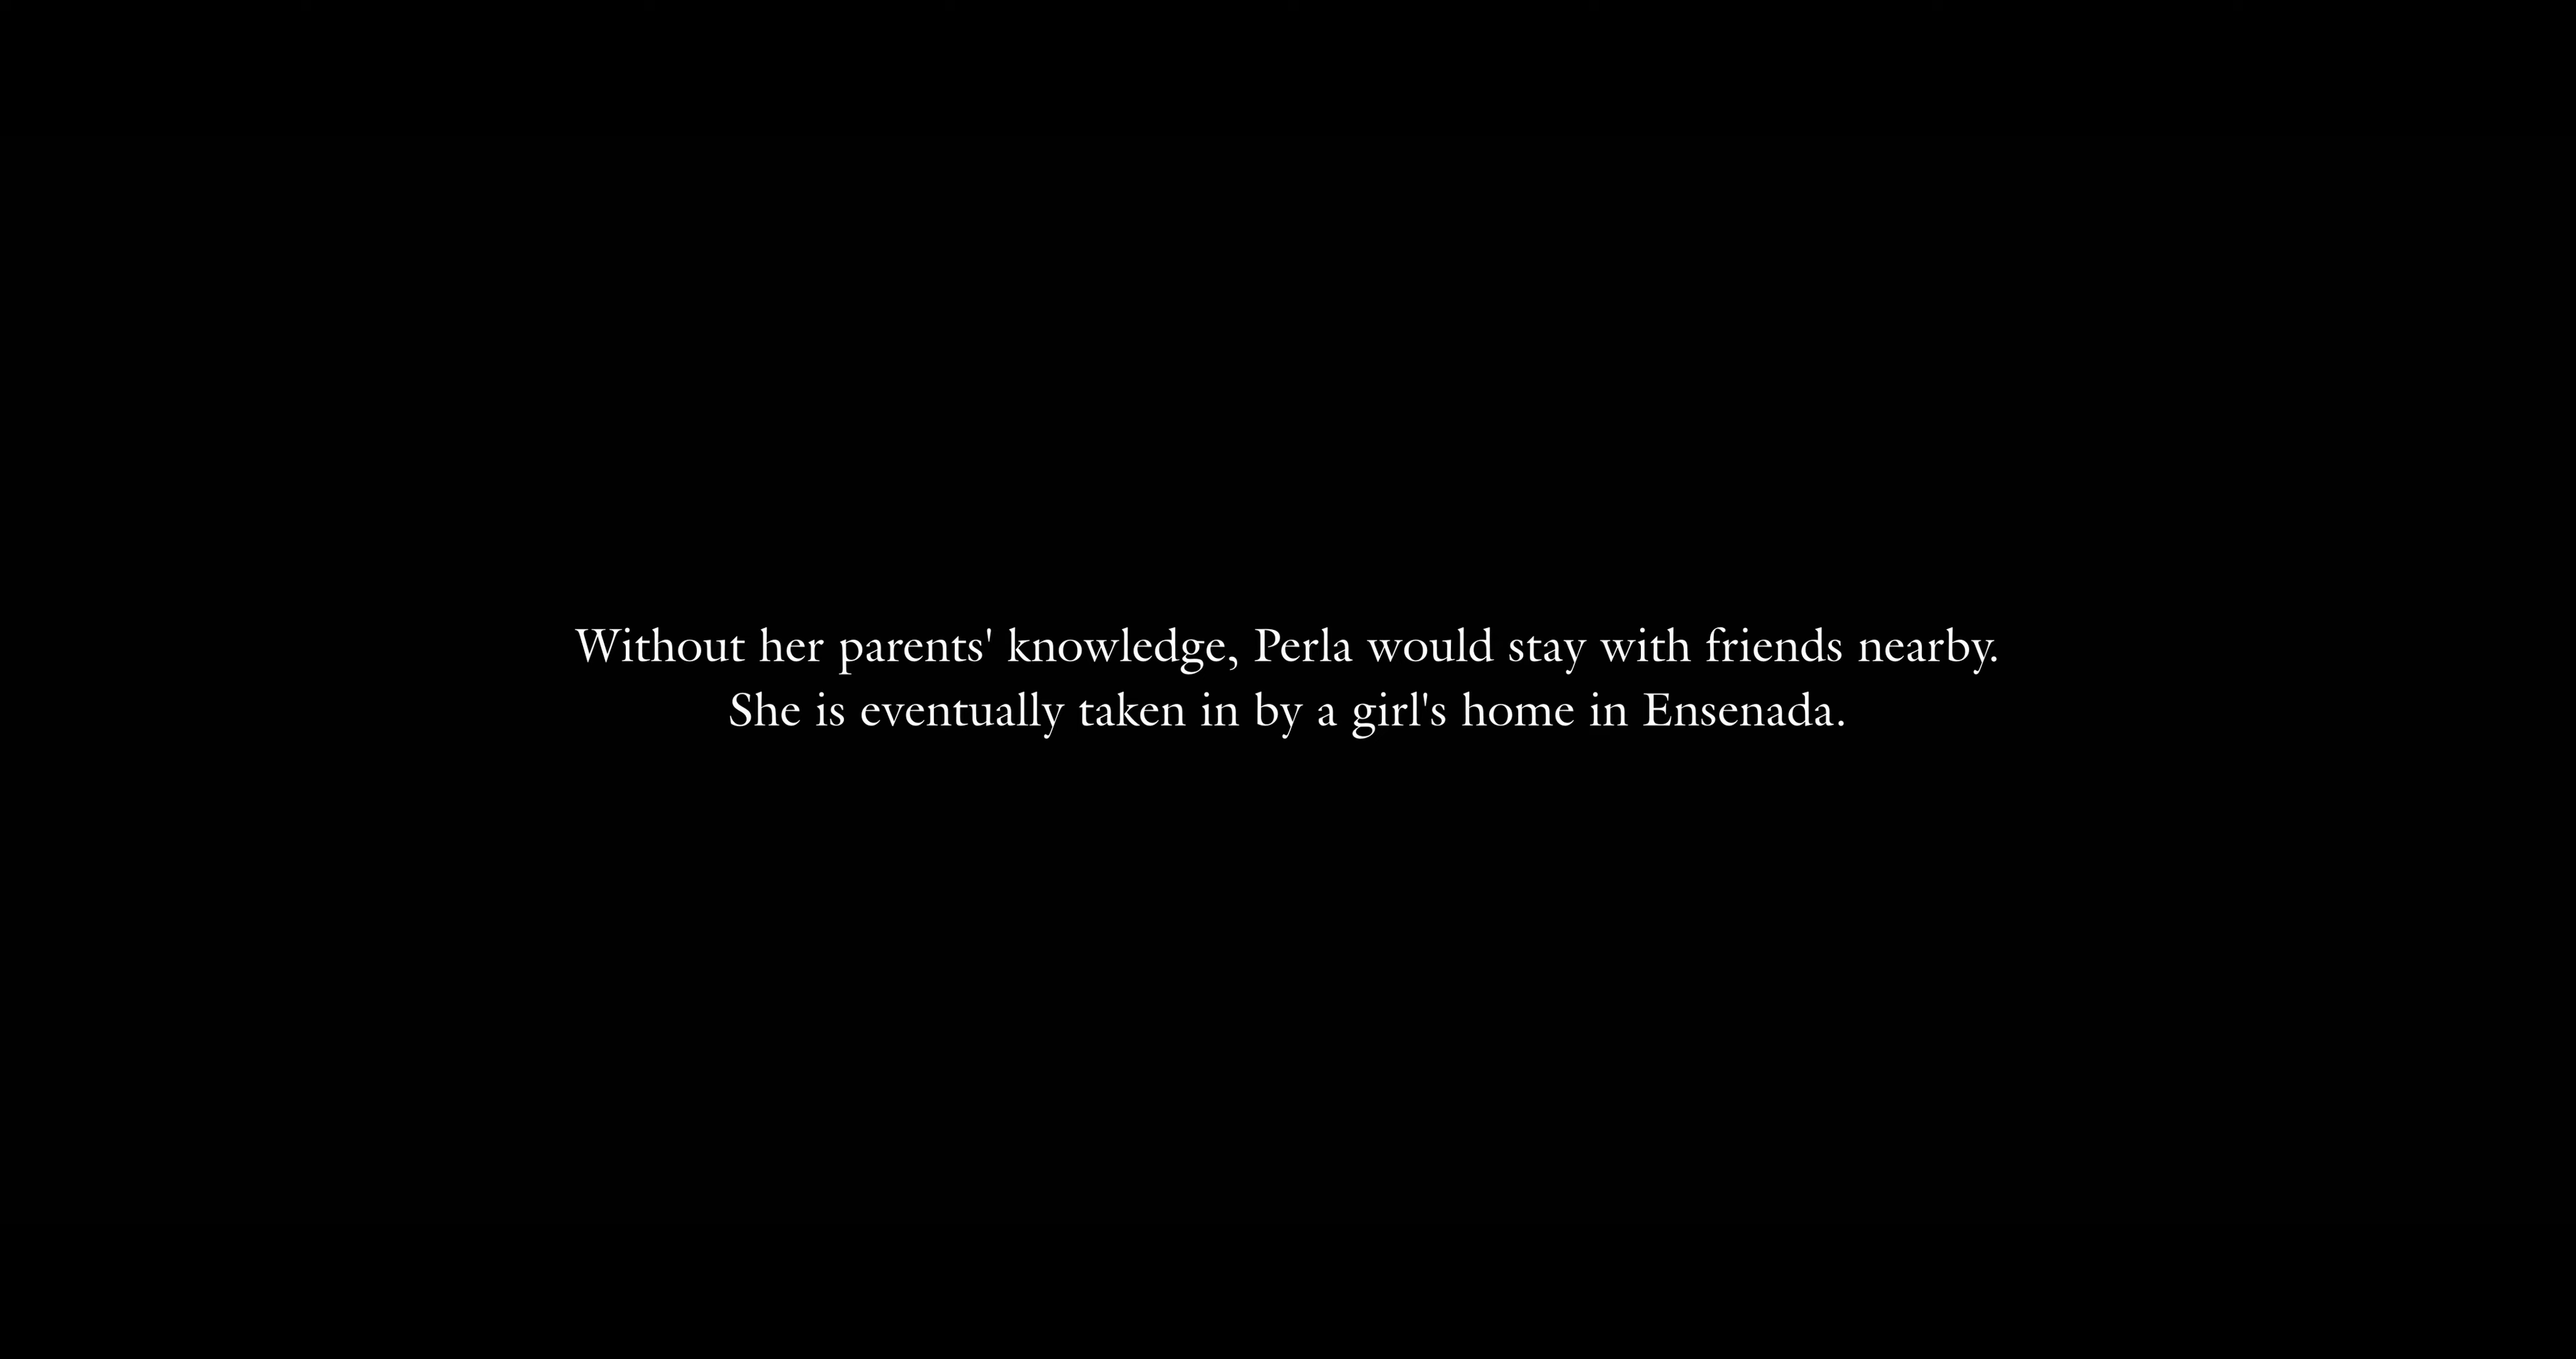 Without her parents' knowledge, Perla would stay with friends nearby.
She is eventually taken in by a girl's home in Ensenada.